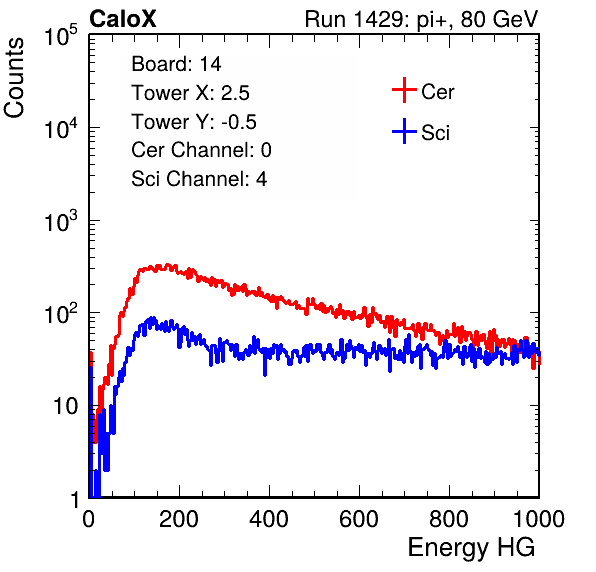 CaloX Run 1429: pi+, 80 GeV
Counts
10^5
10^4
10^3
10^2
10
1
Board: 14
Tower X: 2.5
Tower Y: -0.5
Cer Channel: 0
Sci Channel: 4
Cer
Sci
0 200 400 600 800 1000
Energy HG